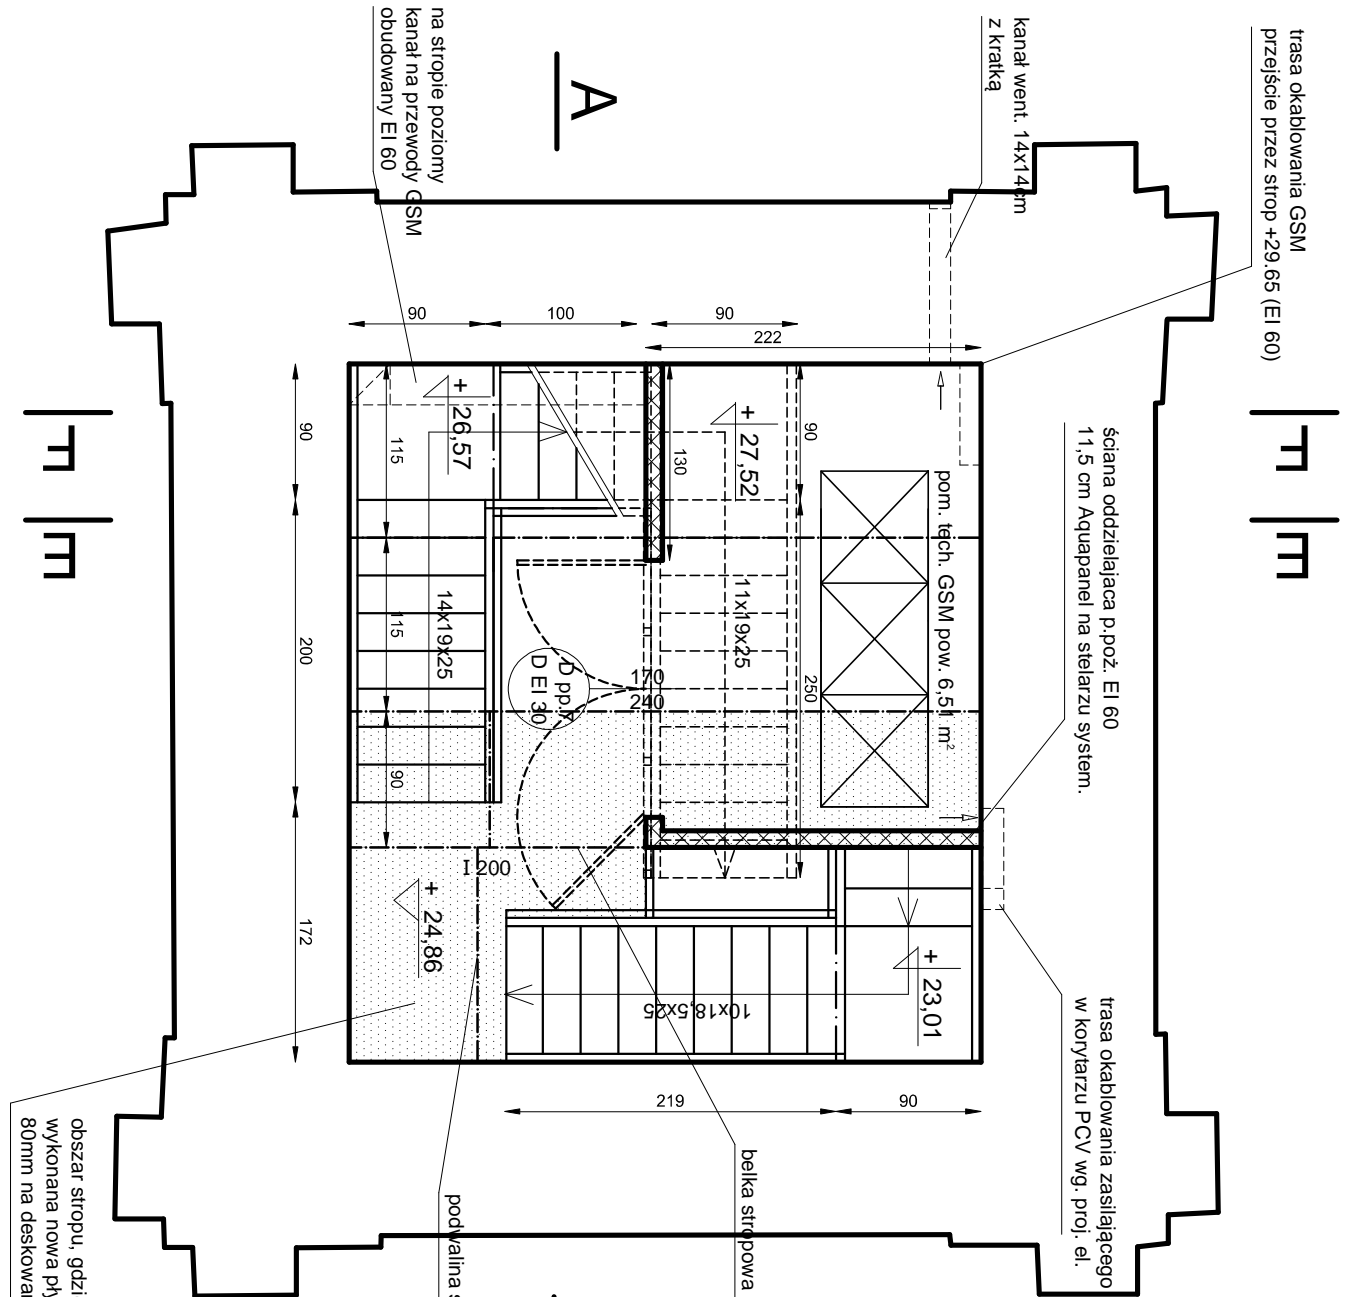 trasa okablowania GSM
przejście przez strop +29.65 (EI 60)
kanał went. 14x14cm
z kratką
na stropie poziomy
kanał na przewody GSM
obudowany EI 60
A
F
E
F
E
ściana oddzielajaca p.poż. EI 60
11,5 cm Aquapanel na stelarzu system.
trasa okablowania zasilającego
w korytarzu PCV wg. proj. el.
pom. tech. GSM pow. 6,51 m²
+ 27,52
+ 26,57
+ 24,86
+ 23,01
11x19x25
14x19x25
10x18,5x25
D pp.7
D EI 30
170
240
I 200
90
100
90
222
90
200
172
115
115
90
130
90
250
219
90
belka stropowa
podwalina
obszar stropu,
wykonana nowa
80mm na